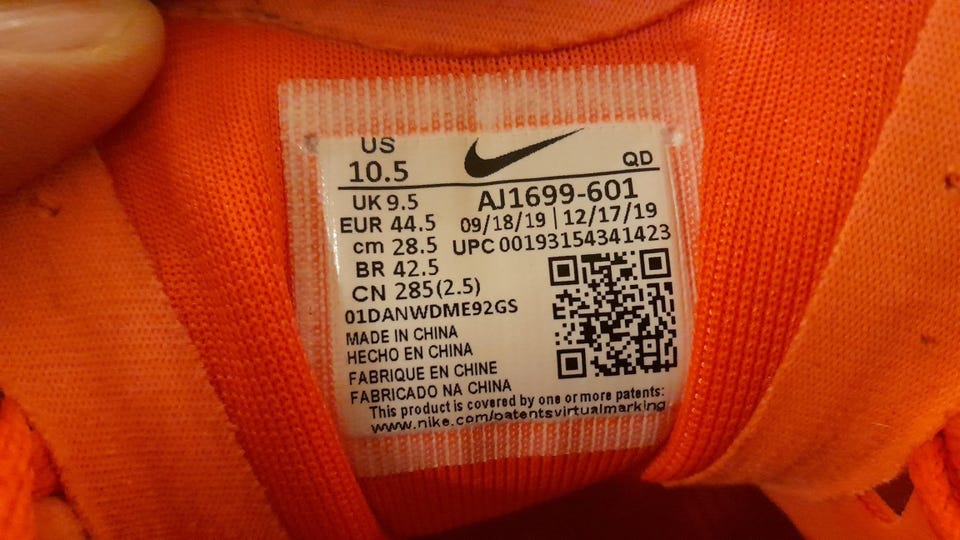 US
10.5
QD
UK 9.5
AJ1699-601
EUR 44.5
09/18/19 | 12/17/19
cm 28.5
UPC 00193154341423
BR 42.5
CN 285(2.5)
01DANWDME92GS
MADE IN CHINA
HECHO EN CHINA
FABRIQUE EN CHINE
FABRICADO NA CHINA
This product is covered by one or more patents:
www.nike.com/patentsvirtualmarking